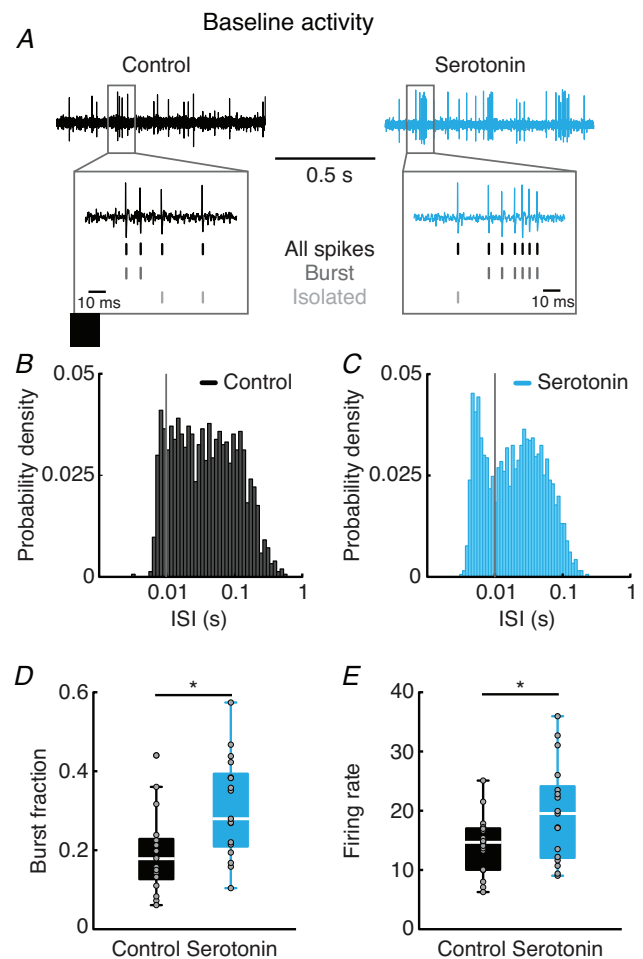 Baseline activity
A
Control
Serotonin
0.5 s
All spikes
Burst
Isolated
10 ms
10 ms
B
Control
C
Serotonin
Probability density
0.05
0.025
0
0.01
0.1
1
ISI (s)
Probability density
0.05
0.025
0
0.01
0.1
1
ISI (s)
D
*
Burst fraction
0.6
0.4
0.2
0
Control Serotonin
E
*
Firing rate
40
30
20
10
0
Control Serotonin